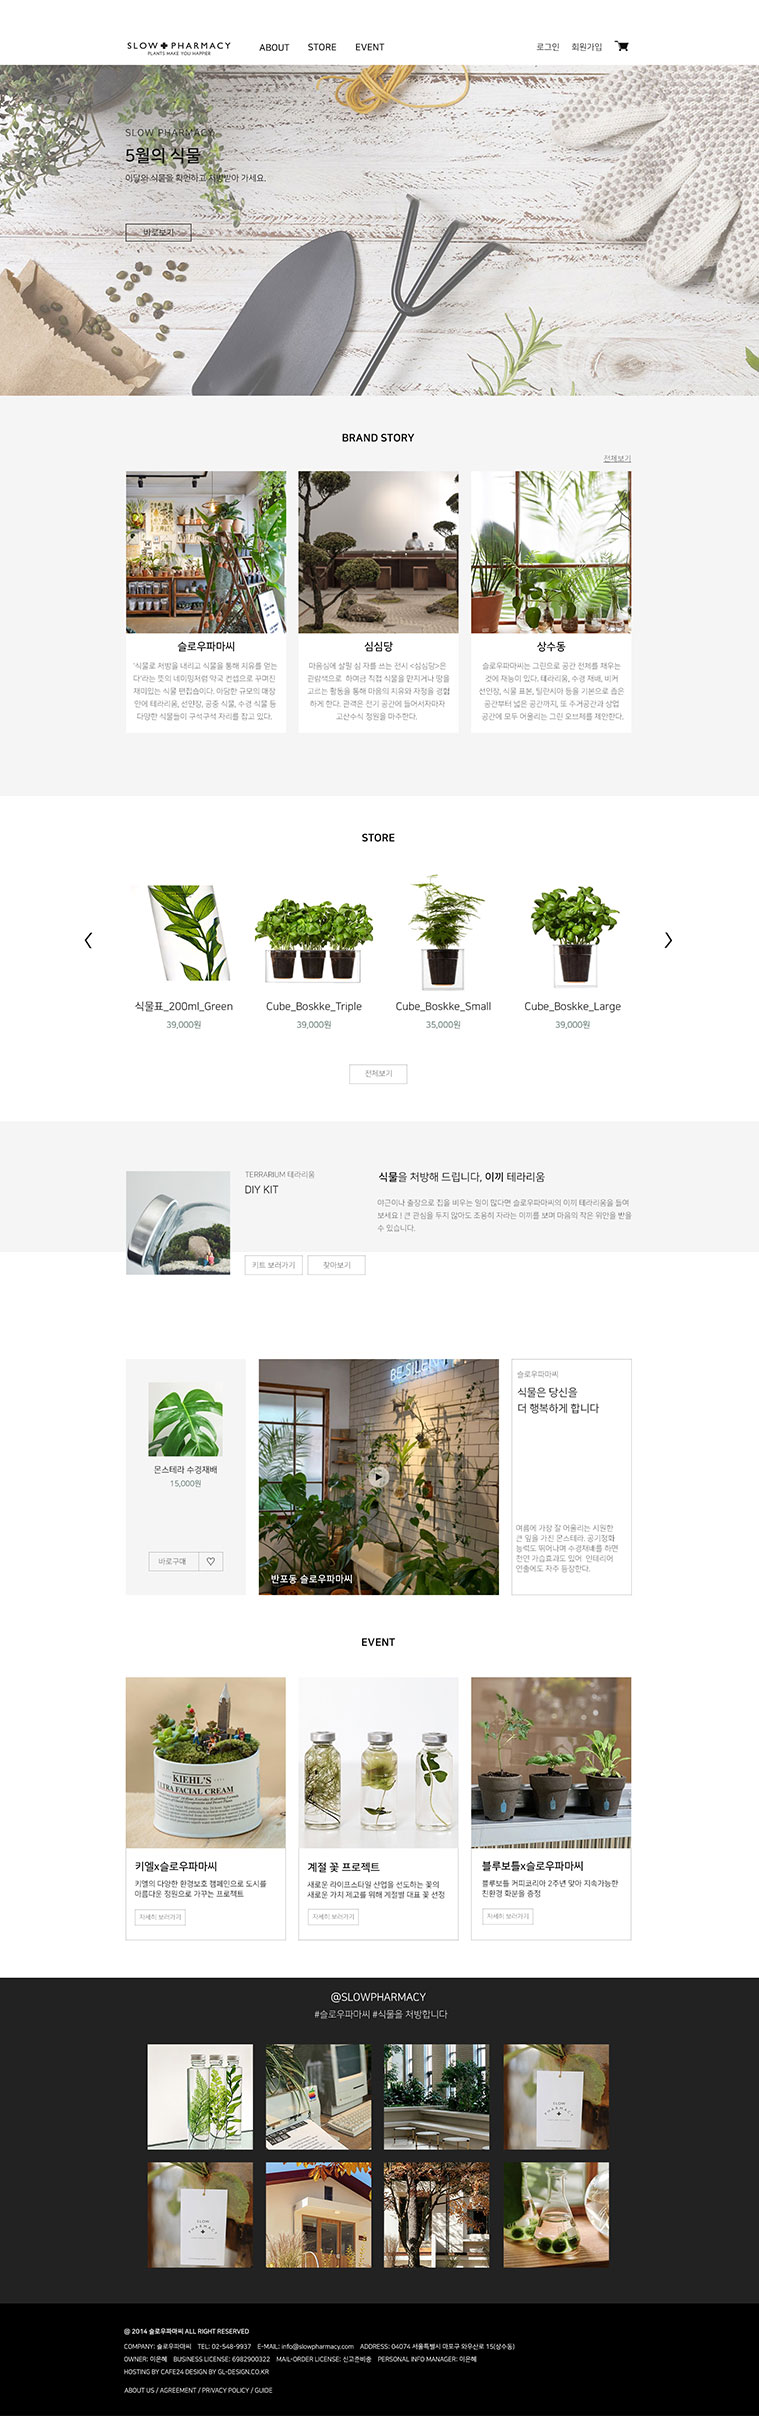 SLOW PHARMACY
PLANTS MAKE YOU HAPPIER
ABOUT STORE EVENT
로그인 회원가입
SLOW PHARMACY
5월의 식물
이달의 식물을 확인하고 처방받아 가세요.
바로보기
BRAND STORY
전체보기
슬로우파마씨
'식물로 처방을 내리고 식물을 통해 치유를 얻는
다'라는 뜻의 네이밍처럼 약국 컨셉으로 꾸며진
재미있는 식물 편집숍이다. 아담한 규모의 매장
안에 테라리움, 선인장, 공중 식물, 수경 식물 등
다양한 식물들이 구석구석 자리를 잡고 있다.
심심당
마음심에 살필 심 자를 쓰는 전시 <심심당>은
관람색으로 하여금 직접 식물을 만지거나 땅을
고르는 활동을 통해 마음의 치유와 자정을 경험
하게 한다. 관객은 전기 공간에 들어서자마자
고산수식 정원을 마주한다.
상수동
슬로우파마씨는 그린으로 공간 전체를 채우는
것에 재능이 있다. 테라리움, 수경 재배, 비커
선인장, 식물 표본, 틸란시아 등을 기본으로 좁은
공간부터 넓은 공간까지, 또 주거공간과 상업
공간에 모두 어울리는 그린 오브제를 제안한다.
STORE
식물표_200ml_Green
39,000원
Cube_Boskke_Triple
39,000원
Cube_Boskke_Small
35,000원
Cube_Boskke_Large
39,000원
전체보기
TERRARIUM 테라리움
DIY KIT
키트 보러가기 찾아보기
식물을 처방해 드립니다, 이끼 테라리움
야근이나 출장으로 집을 비우는 일이 많다면 슬로우파마씨의 이끼 테라리움을 들여
보세요 ! 큰 관심을 두지 않아도 조용히 자라는 이끼를 보며 마음의 작은 위안을 받을
수 있습니다.
몬스테라 수경재배
15,000원
바로구매
BE SILENT
반포동 슬로우파마씨
슬로우파마씨
식물은 당신을
더 행복하게 합니다
여름에 가장 잘 어울리는 시원한
큰 잎을 가진 몬스테라. 공기정화
능력도 뛰어나며 수경재배를 하면
천연 가습효과도 있어 인테리어
연출에도 자주 등장한다.
EVENT
KIEHL'S
ULTRA FACIAL CREAM
키엘x슬로우파마씨
키엘의 다양한 환경보호 캠페인으로 도시를
아름다운 정원으로 가꾸는 프로젝트
자세히 보러가기
계절 꽃 프로젝트
새로운 라이프스타일 산업을 선도하는 꽃의
새로운 가치 제고를 위해 계절별 대표 꽃 선정
자세히 보러가기
블루보틀x슬로우파마씨
블루보틀 커피코리아 2주년 맞아 지속가능한
친환경 화분을 증정
자세히 보러가기
@SLOWPHARMACY
#슬로우파마씨 #식물을 처방합니다
SLOW
PHARMACY
SLOW
PHARMACY
@ 2014 슬로우파마씨 ALL RIGHT RESERVED
COMPANY: 슬로우파마씨 TEL: 02-548-9937 E-MAIL: info@slowpharmacy.com ADDRESS: 04074 서울특별시 마포구 와우산로 15(상수동)
OWNER: 이은혜 BUSINESS LICENSE: 6982900322 MAIL-ORDER LICENSE: 신고준비중 PERSONAL INFO MANAGER: 이은혜
HOSTING BY CAFE24 DESIGN BY GL-DESIGN.CO.KR
ABOUT US / AGREEMENT / PRIVACY POLICY / GUIDE